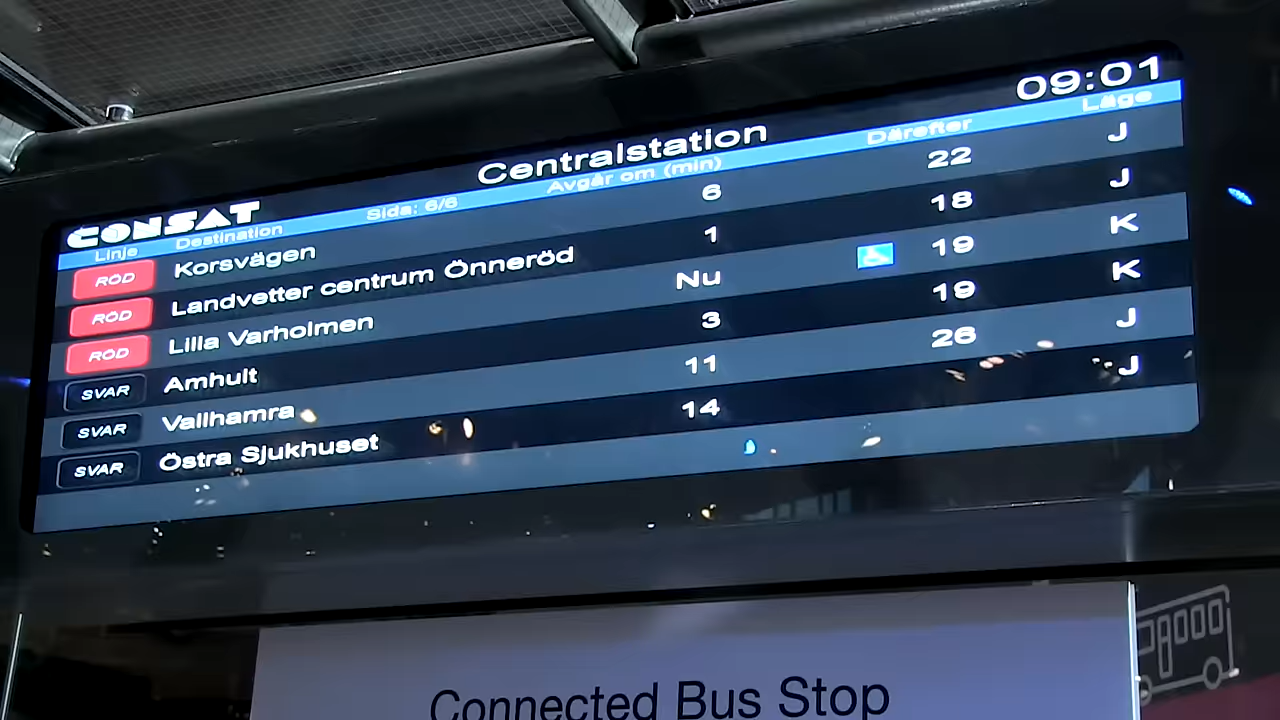 09:01
CONSAT Centralstation
Linje Destination Sida: 6/6 Avgår om (min) Därefter Läge
RÖD Korsvägen 6 22 J
RÖD Landvetter centrum Önneröd 1 18 J
RÖD Lilla Varholmen Nu 19 K
SVAR Amhult 3 19 K
SVAR Vallhamra 11 26 J
SVAR Östra Sjukhuset 14 J
Connected Bus Stop